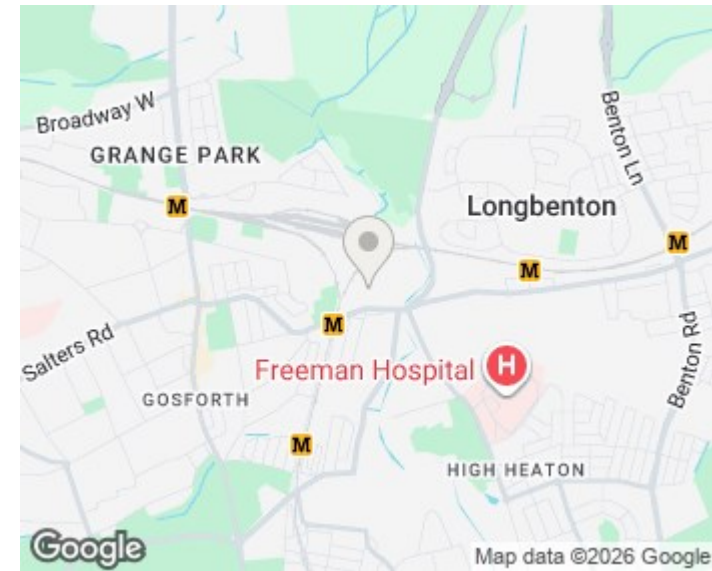 Broadway W
GRANGE PARK
M
Benton Ln
Longbenton
M
M
M
Salters Rd
Freeman Hospital
H
GOSFORTH
Benton Rd
M
HIGH HEATON
Google
Map data ©2026 Google